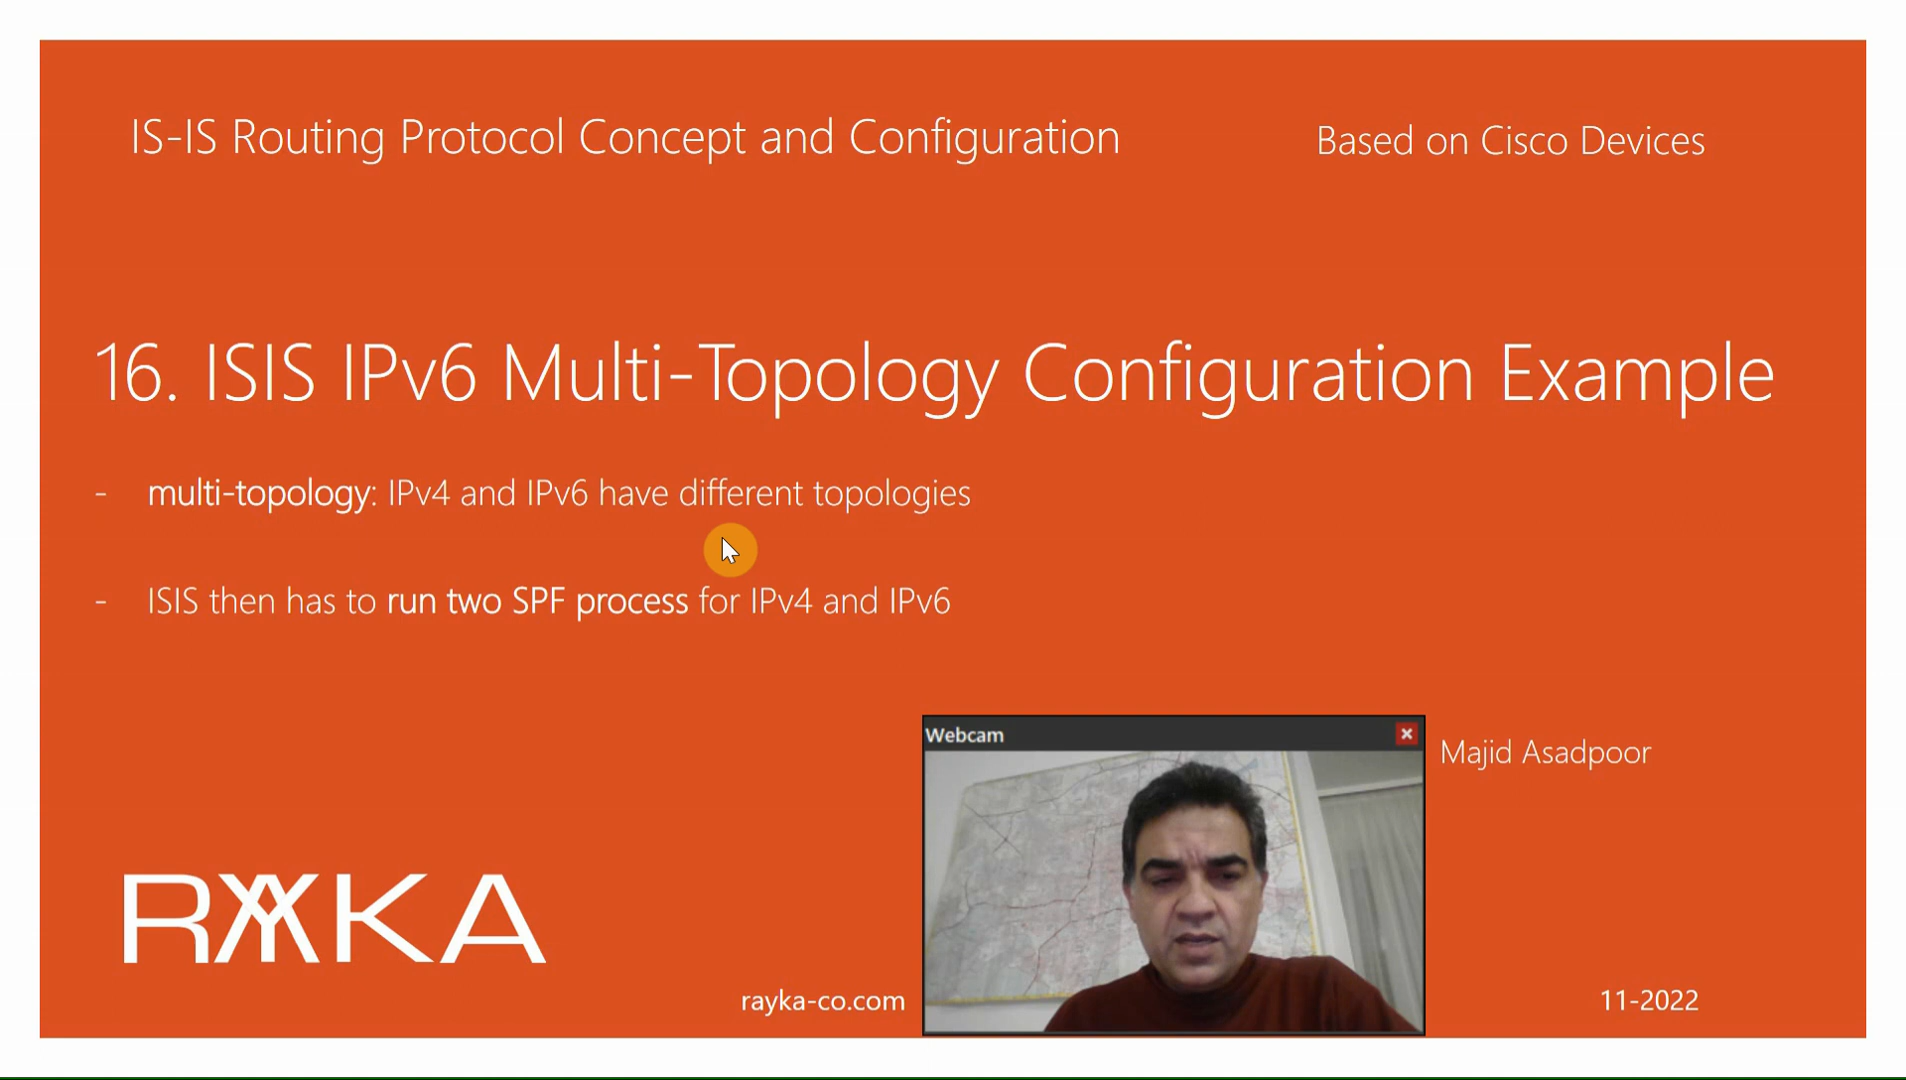 IS-IS Routing Protocol Concept and Configuration
Based on Cisco Devices
16. ISIS IPv6 Multi-Topology Configuration Example
- multi-topology: IPv4 and IPv6 have different topologies
- ISIS then has to run two SPF process for IPv4 and IPv6
Webcam
Majid Asadpoor
RAYKA
rayka-co.com
11-2022